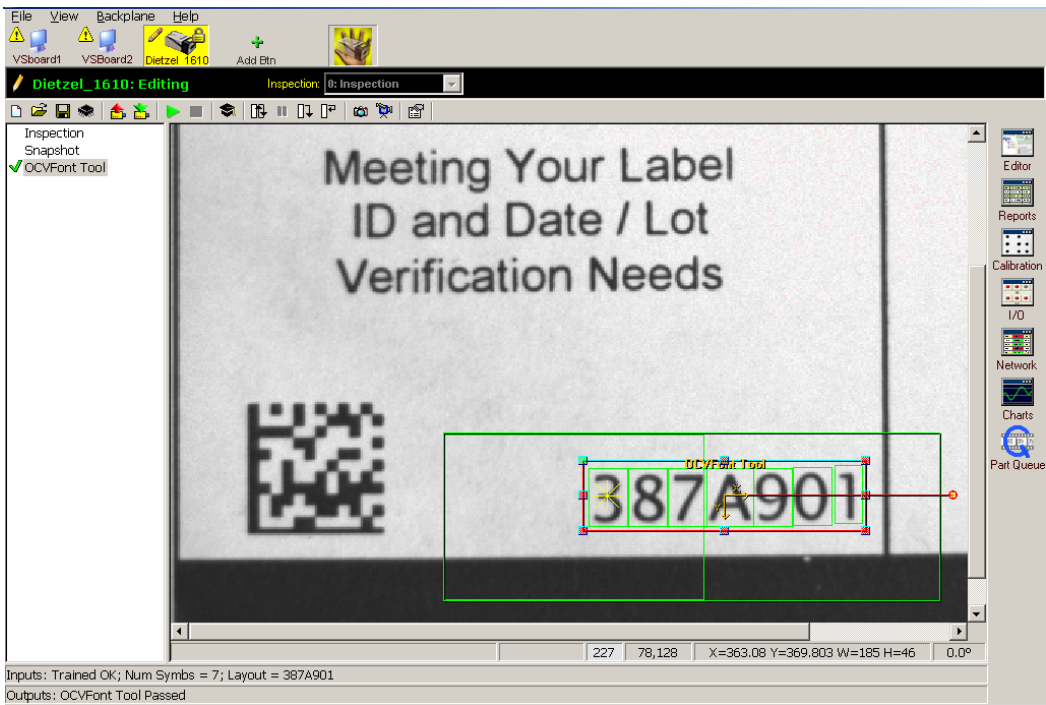 File View Backplane Help
VSboard1 VSBoard2 Dietzel_1610 Add Btn
Dietzel_1610: Editing Inspection: 0: Inspection
Inspection
Snapshot
OCVFont Tool
Meeting Your Label
ID and Date / Lot
Verification Needs
OCVFont Tool
387A901
Editor
Reports
Calibration
I/O
Network
Charts
Part Queue
227 78,128 X=363.08 Y=369.803 W=185 H=46 0.0°
Inputs: Trained OK; Num Symbs = 7; Layout = 387A901
Outputs: OCVFont Tool Passed